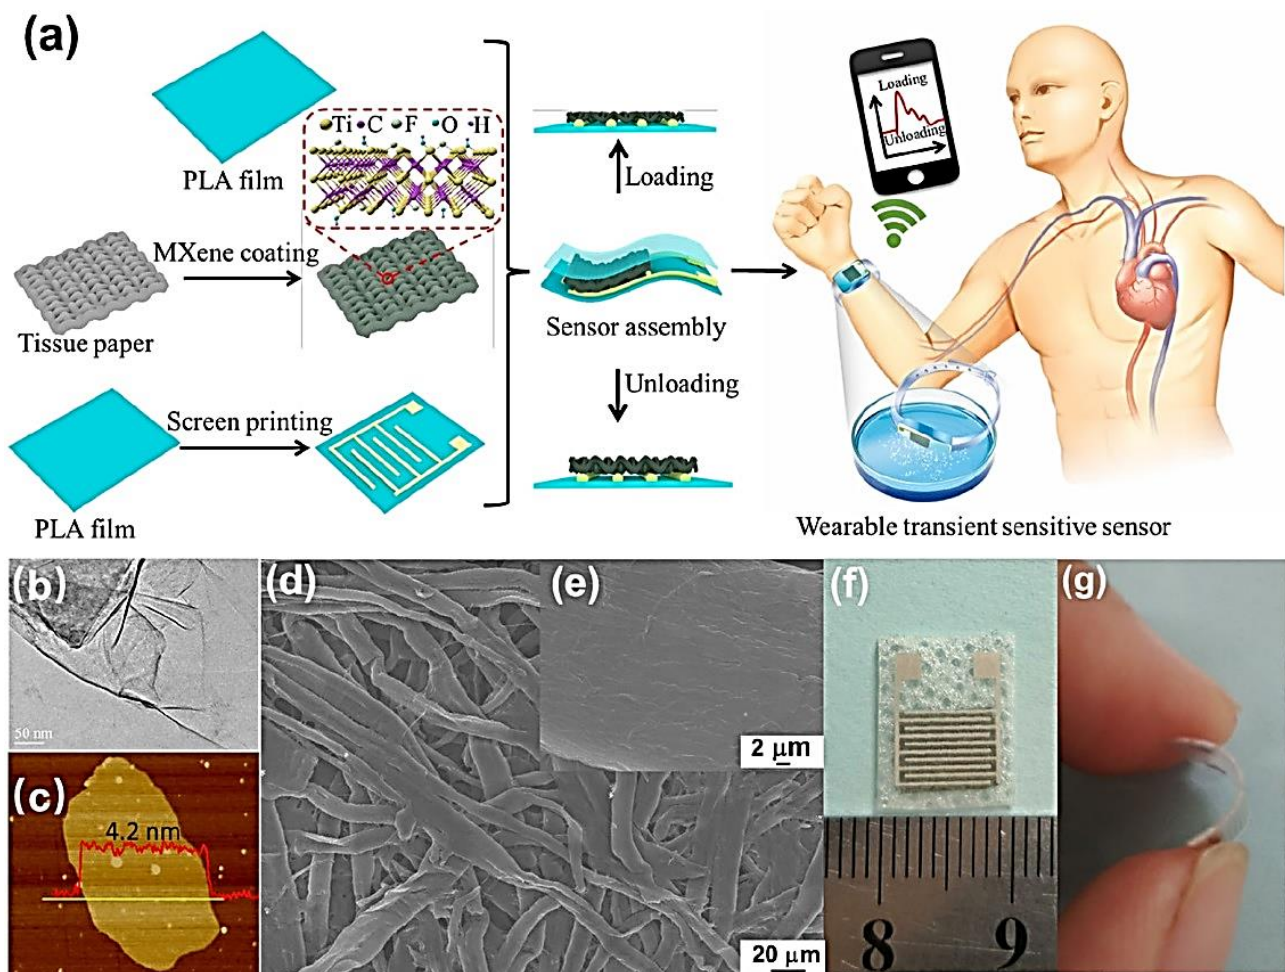 (a)
PLA film
Ti C F O H
MXene coating
Tissue paper
Screen printing
PLA film
Loading
Sensor assembly
Unloading
Loading
Unloading
Wearable transient sensitive sensor
(b)
50 nm
(c)
4.2 nm
(d)
20 µm
(e)
2 µm
(f)
8 9
(g)